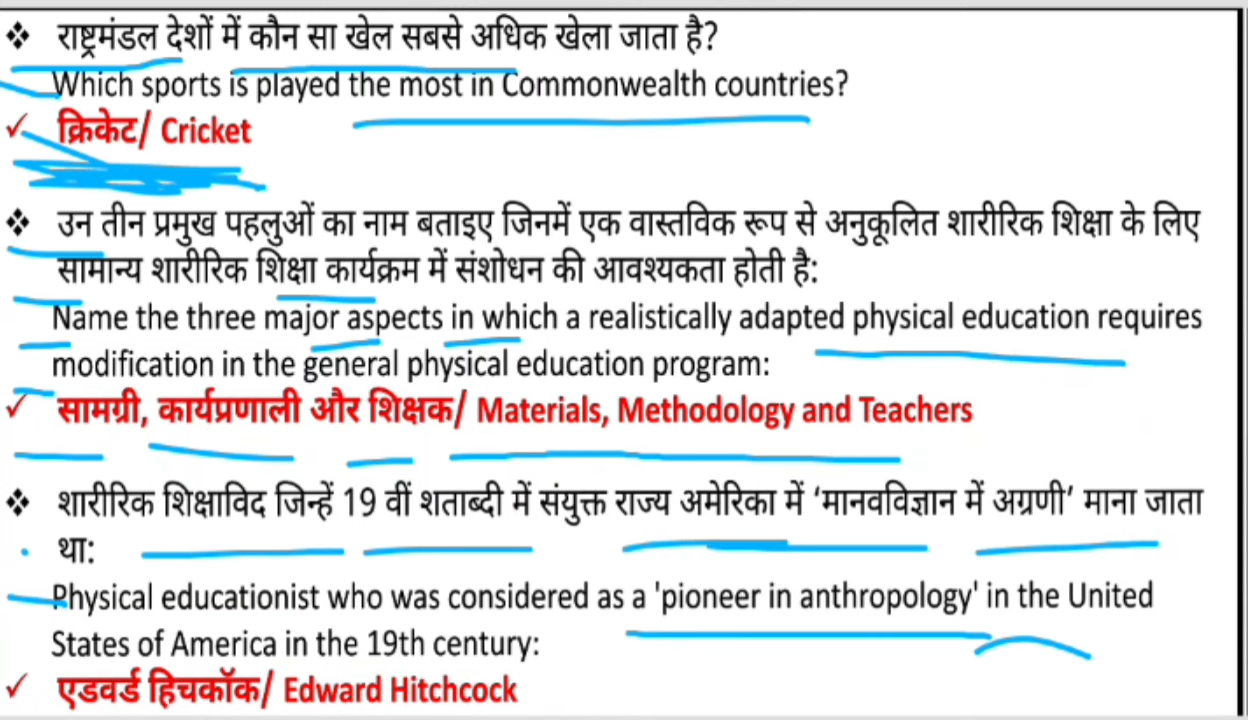 ❖ राष्ट्रमंडल देशों में कौन सा खेल सबसे अधिक खेला जाता है?
Which sports is played the most in Commonwealth countries?
✓ क्रिकेट/ Cricket
❖ उन तीन प्रमुख पहलुओं का नाम बताइए जिनमें एक वास्तविक रूप से अनुकूलित शारीरिक शिक्षा के लिए
सामान्य शारीरिक शिक्षा कार्यक्रम में संशोधन की आवश्यकता होती है:
Name the three major aspects in which a realistically adapted physical education requires
modification in the general physical education program:
✓ सामग्री, कार्यप्रणाली और शिक्षक/ Materials, Methodology and Teachers
❖ शारीरिक शिक्षाविद जिन्हें 19 वीं शताब्दी में संयुक्त राज्य अमेरिका में ‘मानवविज्ञान में अग्रणी’ माना जाता
था:
Physical educationist who was considered as a 'pioneer in anthropology' in the United
States of America in the 19th century:
✓ एडवर्ड हिचकॉक/ Edward Hitchcock